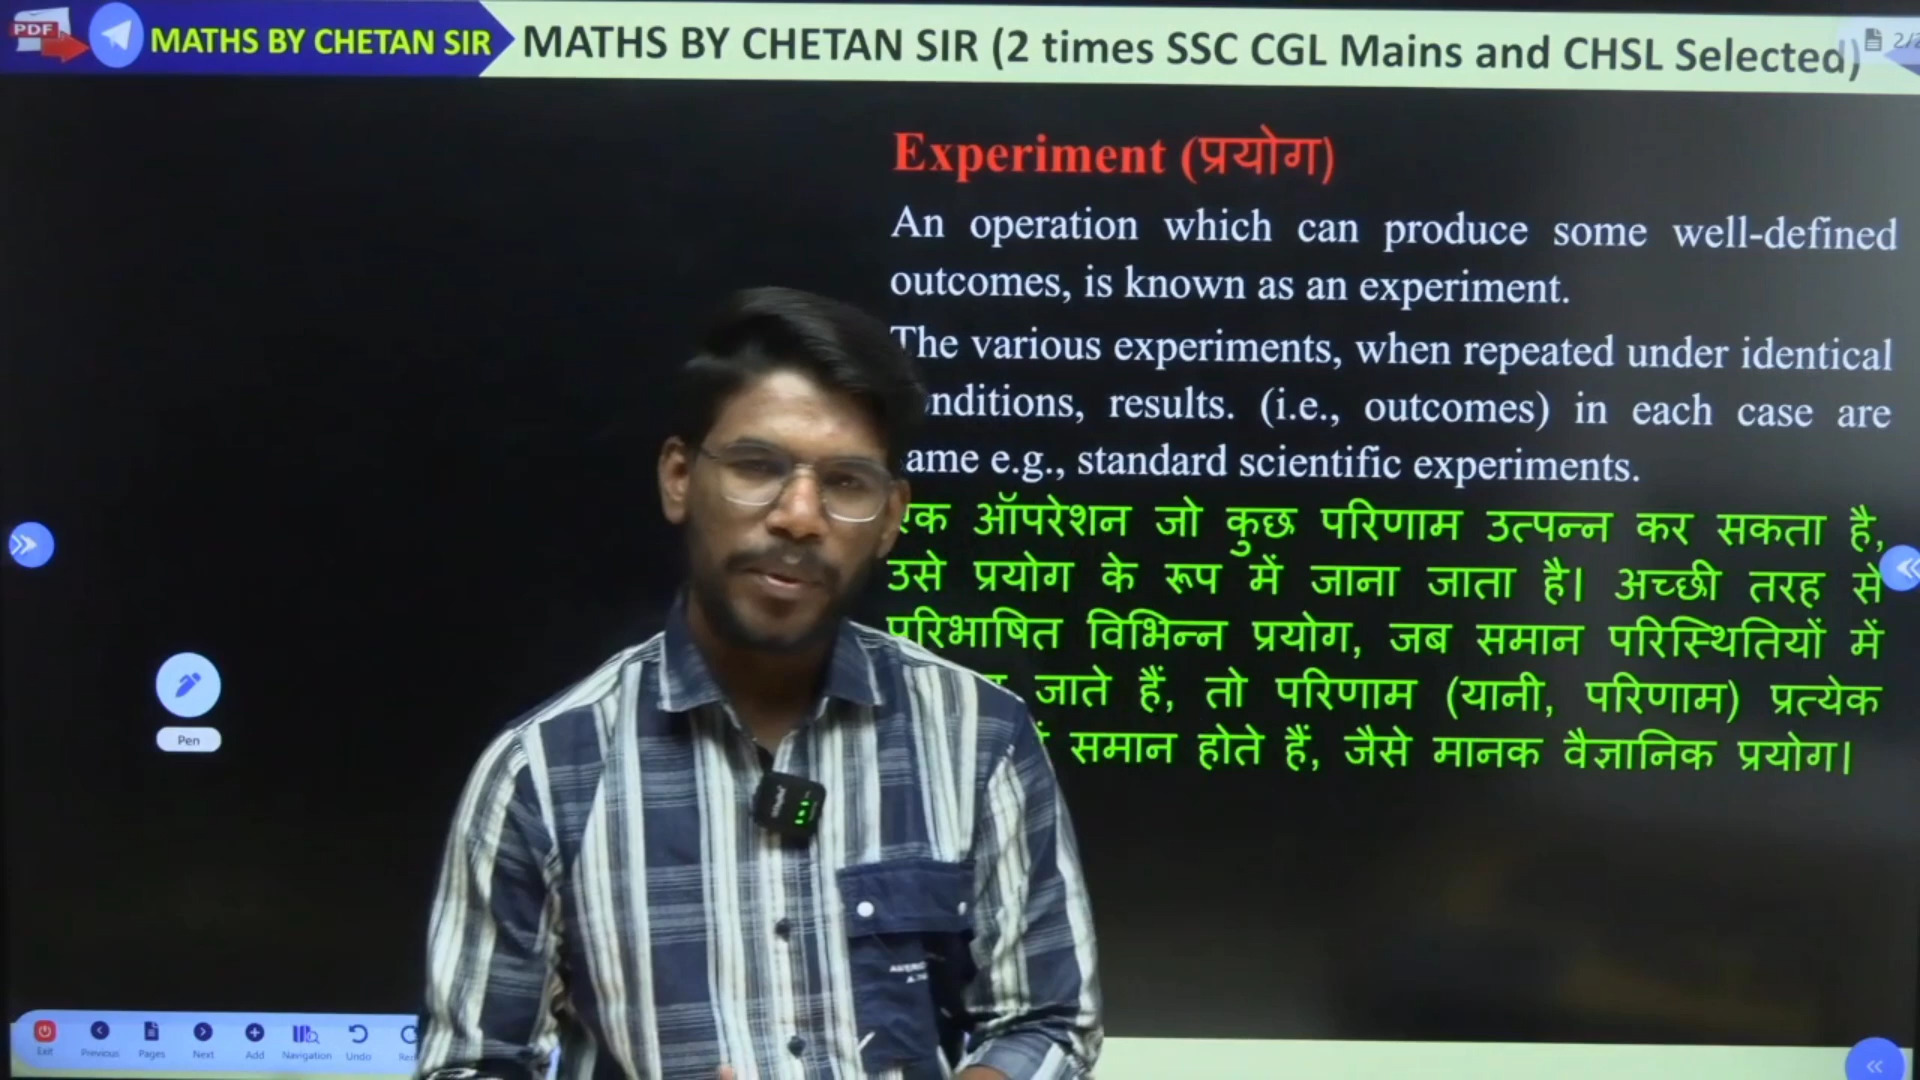 PDF
MATHS BY CHETAN SIR
MATHS BY CHETAN SIR (2 times SSC CGL Mains and CHSL Selected)
Experiment (प्रयोग)
An operation which can produce some well-defined
outcomes, is known as an experiment.
The various experiments, when repeated under identical
nditions, results. (i.e., outcomes) in each case are
ame e.g., standard scientific experiments.
एक ऑपरेशन जो कुछ परिणाम उत्पन्न कर सकता है,
उसे प्रयोग के रूप में जाना जाता है। अच्छी तरह से
परिभाषित विभिन्न प्रयोग, जब समान परिस्थितियों में
जाते हैं, तो परिणाम (यानी, परिणाम) प्रत्येक
समान होते हैं, जैसे मानक वैज्ञानिक प्रयोग।
Pen
Exit Previous Pages Next Add Navigation Undo